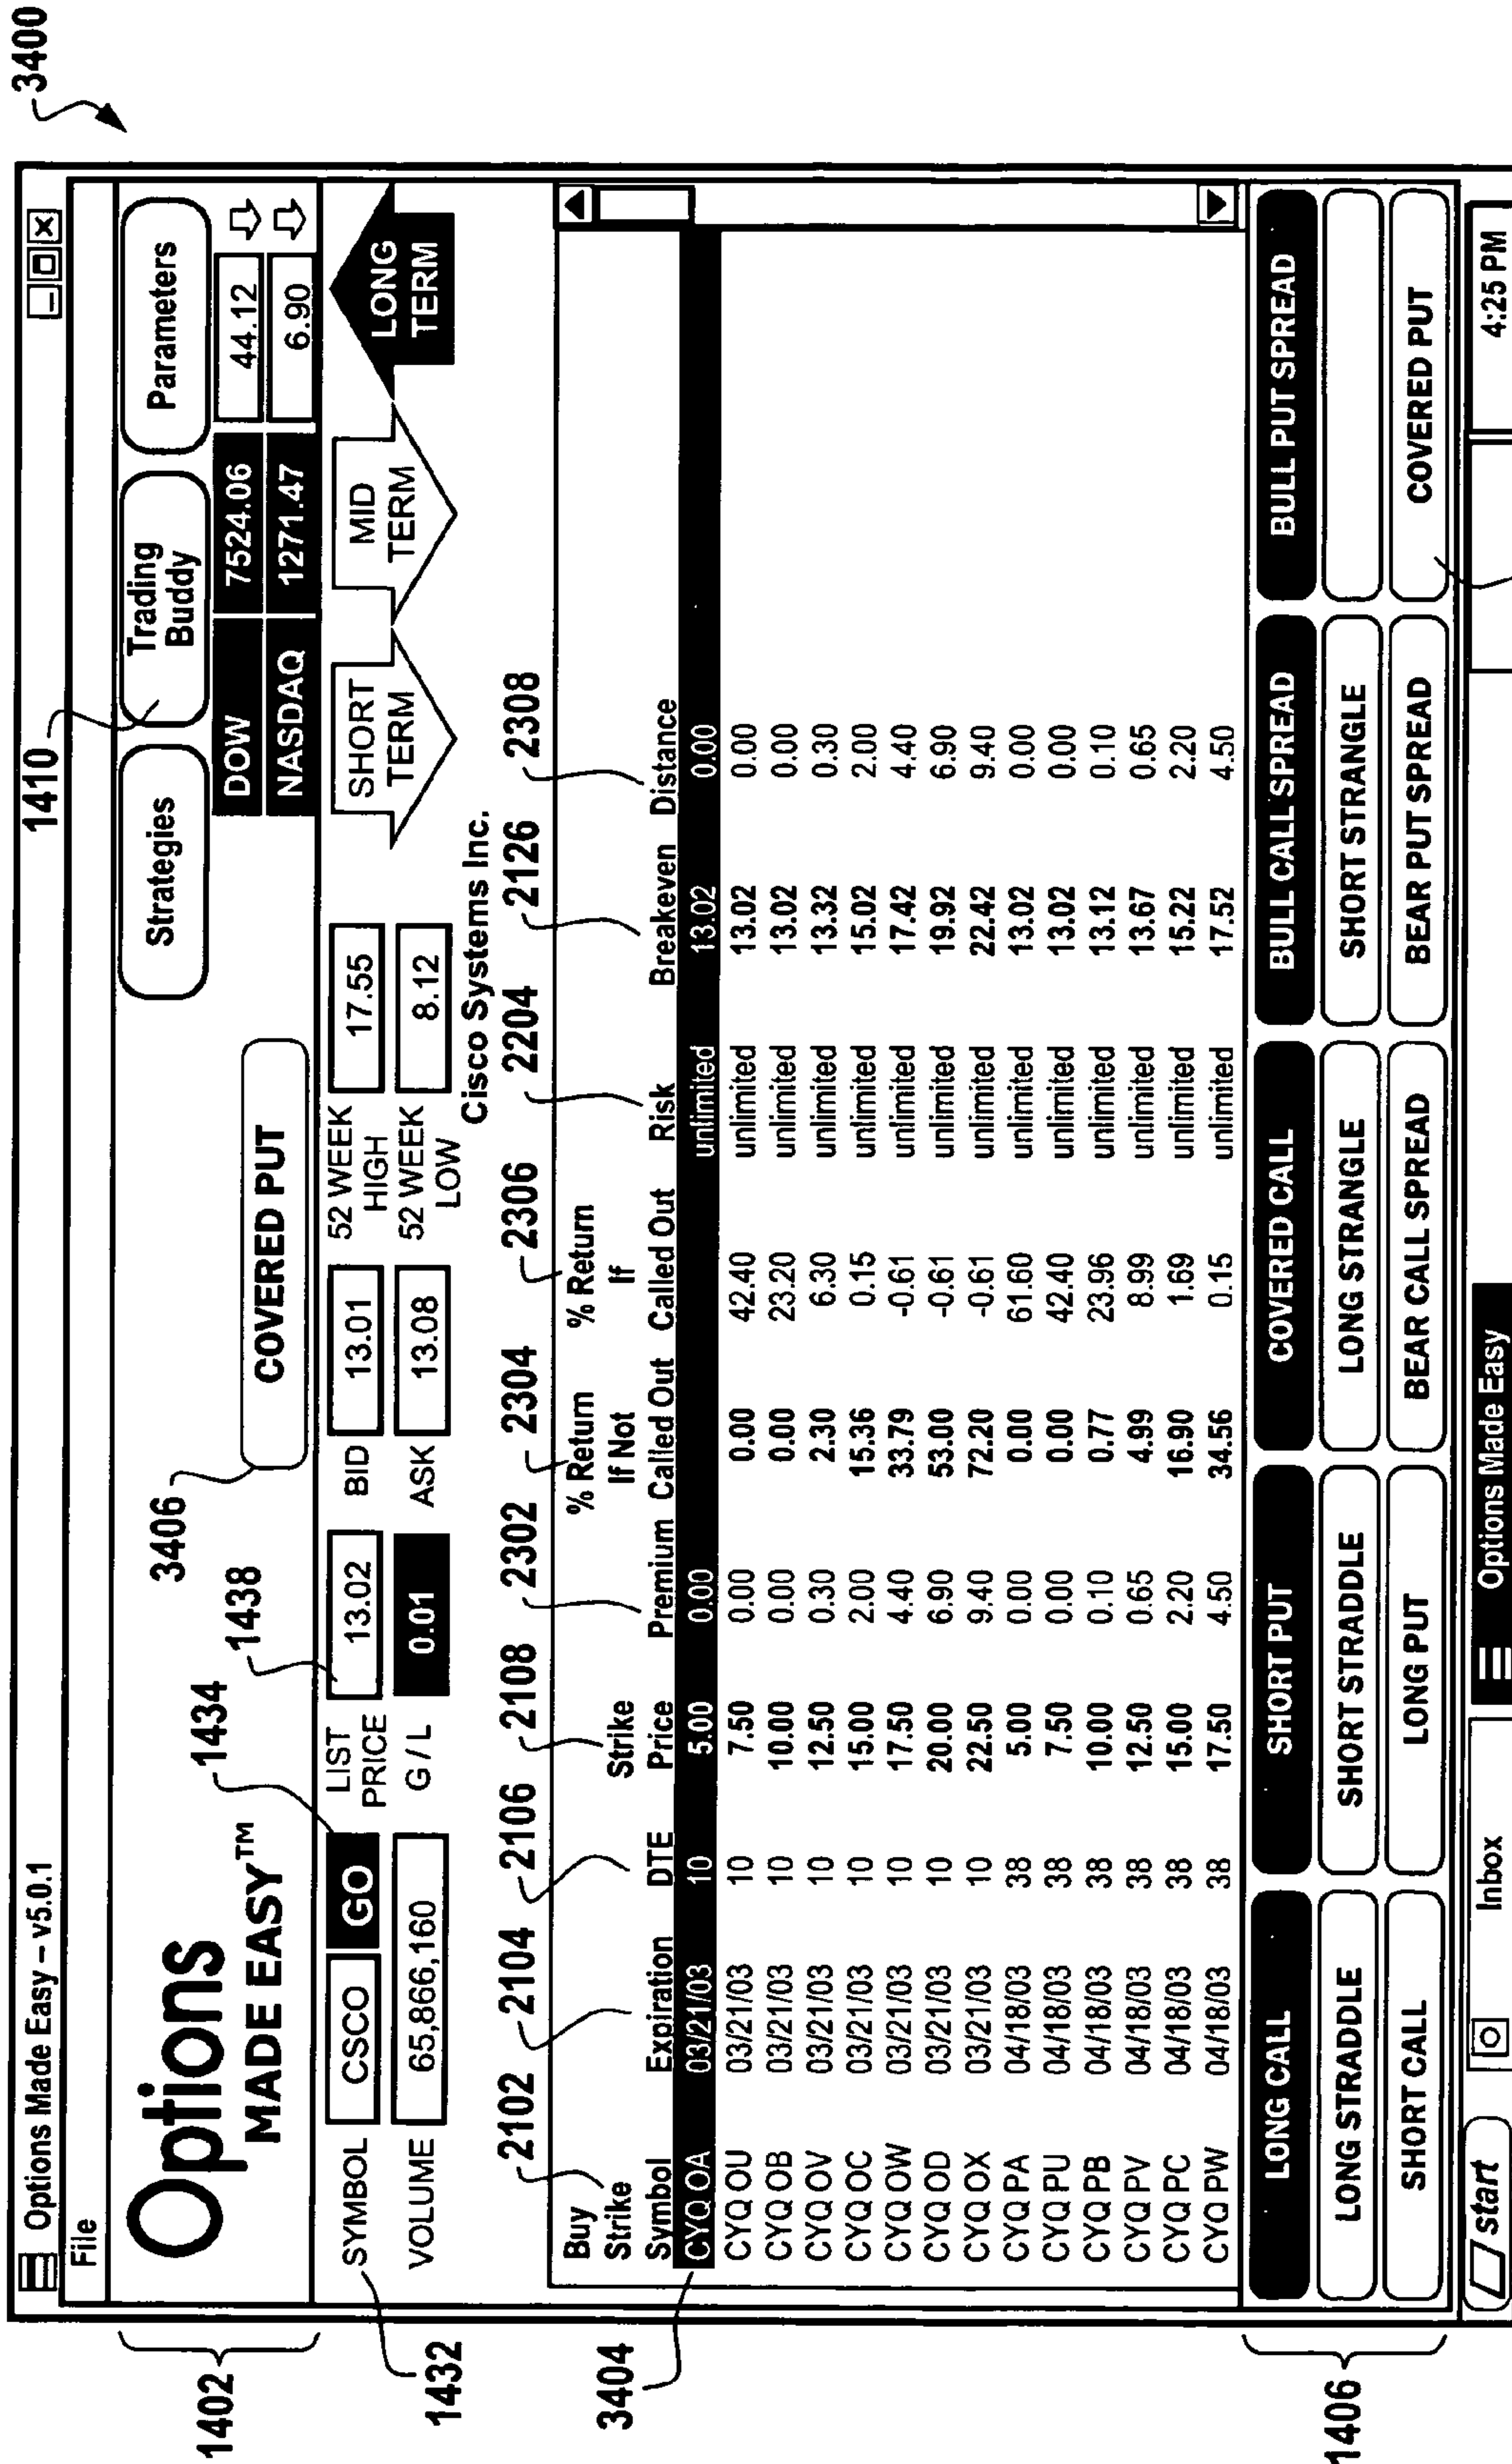 3400
1410
Options Made Easy – v5.0.1
File
Options
MADE EASY™
3406
COVERED PUT
Strategies
Trading
Buddy
Parameters
DOW 7524.06 44.12
NASDAQ 1271.47 6.90
1402
1434
1438
SYMBOL CSCO GO
LIST
PRICE 13.02
BID 13.01
52 WEEK
HIGH 17.55
SHORT
TERM
MID
TERM
LONG
TERM
VOLUME 65,866,160
G / L 0.01
ASK 13.08
52 WEEK
LOW 8.12
1432
Cisco Systems Inc.
2102 2104 2106 2108 2302 2304 2306 2204 2126 2308
Buy
Strike
Symbol Expiration DTE
Strike
Price Premium
% Return
If Not
Called Out
% Return
If
Called Out Risk Breakeven Distance
3404
CYQ OA 03/21/03 10 5.00 0.00 unlimited 13.02 0.00
CYQ OU 03/21/03 10 7.50 0.00 0.00 42.40 unlimited 13.02 0.00
CYQ OB 03/21/03 10 10.00 0.00 0.00 23.20 unlimited 13.02 0.00
CYQ OV 03/21/03 10 12.50 0.30 2.30 6.30 unlimited 13.32 0.30
CYQ OC 03/21/03 10 15.00 2.00 15.36 0.15 unlimited 15.02 2.00
CYQ OW 03/21/03 10 17.50 4.40 33.79 -0.61 unlimited 17.42 4.40
CYQ OD 03/21/03 10 20.00 6.90 53.00 -0.61 unlimited 19.92 6.90
CYQ OX 03/21/03 10 22.50 9.40 72.20 -0.61 unlimited 22.42 9.40
CYQ PA 04/18/03 38 5.00 0.00 0.00 61.60 unlimited 13.02 0.00
CYQ PU 04/18/03 38 7.50 0.00 0.00 42.40 unlimited 13.02 0.00
CYQ PB 04/18/03 38 10.00 0.10 0.77 23.96 unlimited 13.12 0.10
CYQ PV 04/18/03 38 12.50 0.65 4.99 8.99 unlimited 13.67 0.65
CYQ PC 04/18/03 38 15.00 2.20 16.90 1.69 unlimited 15.22 2.20
CYQ PW 04/18/03 38 17.50 4.50 34.56 0.15 unlimited 17.52 4.50
1406
LONG CALL SHORT PUT COVERED CALL BULL CALL SPREAD BULL PUT SPREAD
LONG STRADDLE SHORT STRADDLE LONG STRANGLE SHORT STRANGLE
SHORT CALL LONG PUT BEAR CALL SPREAD BEAR PUT SPREAD COVERED PUT
start Inbox Options Made Easy 4:25 PM